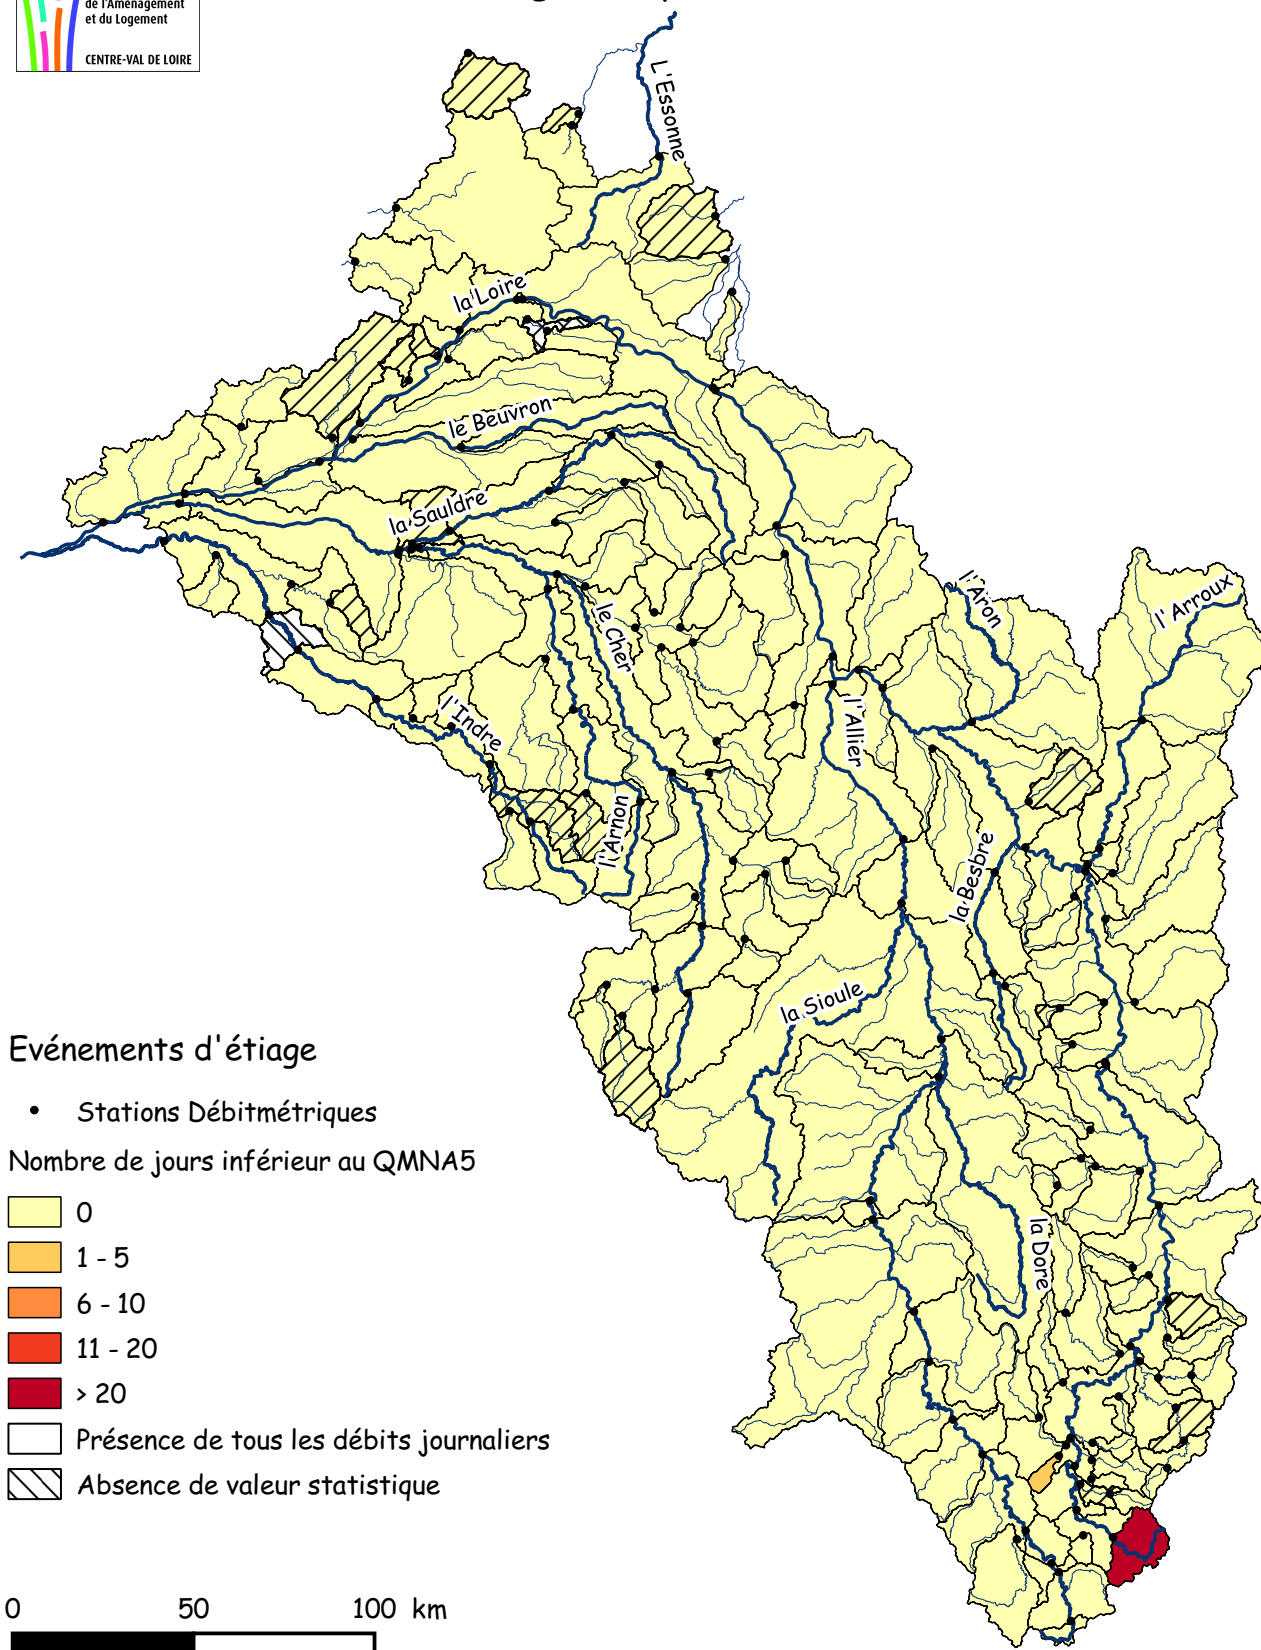 de l'Aménagement
et du Logement
CENTRE-VAL DE LOIRE
L'Essonne
la Loire
le Beuvron
la Sauldre
l'Aron
l' Arroux
le Cher
l'Indre
l'Allier
l'Arnon
la Besbre
la Sioule
la Dore
Evénements d'étiage
Stations Débitmétriques
Nombre de jours inférieur au QMNA5
0
1 - 5
6 - 10
11 - 20
> 20
Présence de tous les débits journaliers
Absence de valeur statistique
0 50 100 km